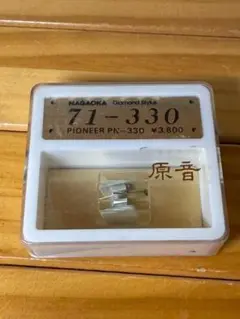 NAGAOKA Diamond Stylus
71-330
PIONEER PN-330 ¥3,800
原音